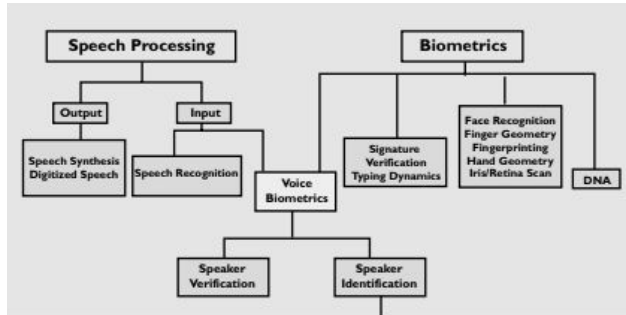 Speech Processing
Biometrics
Output
Input
Speech Synthesis
Digitized Speech
Speech Recognition
Voice
Biometrics
Signature
Verification
Typing Dynamics
Face Recognition
Finger Geometry
Fingerprinting
Hand Geometry
Iris/Retina Scan
DNA
Speaker
Verification
Speaker
Identification